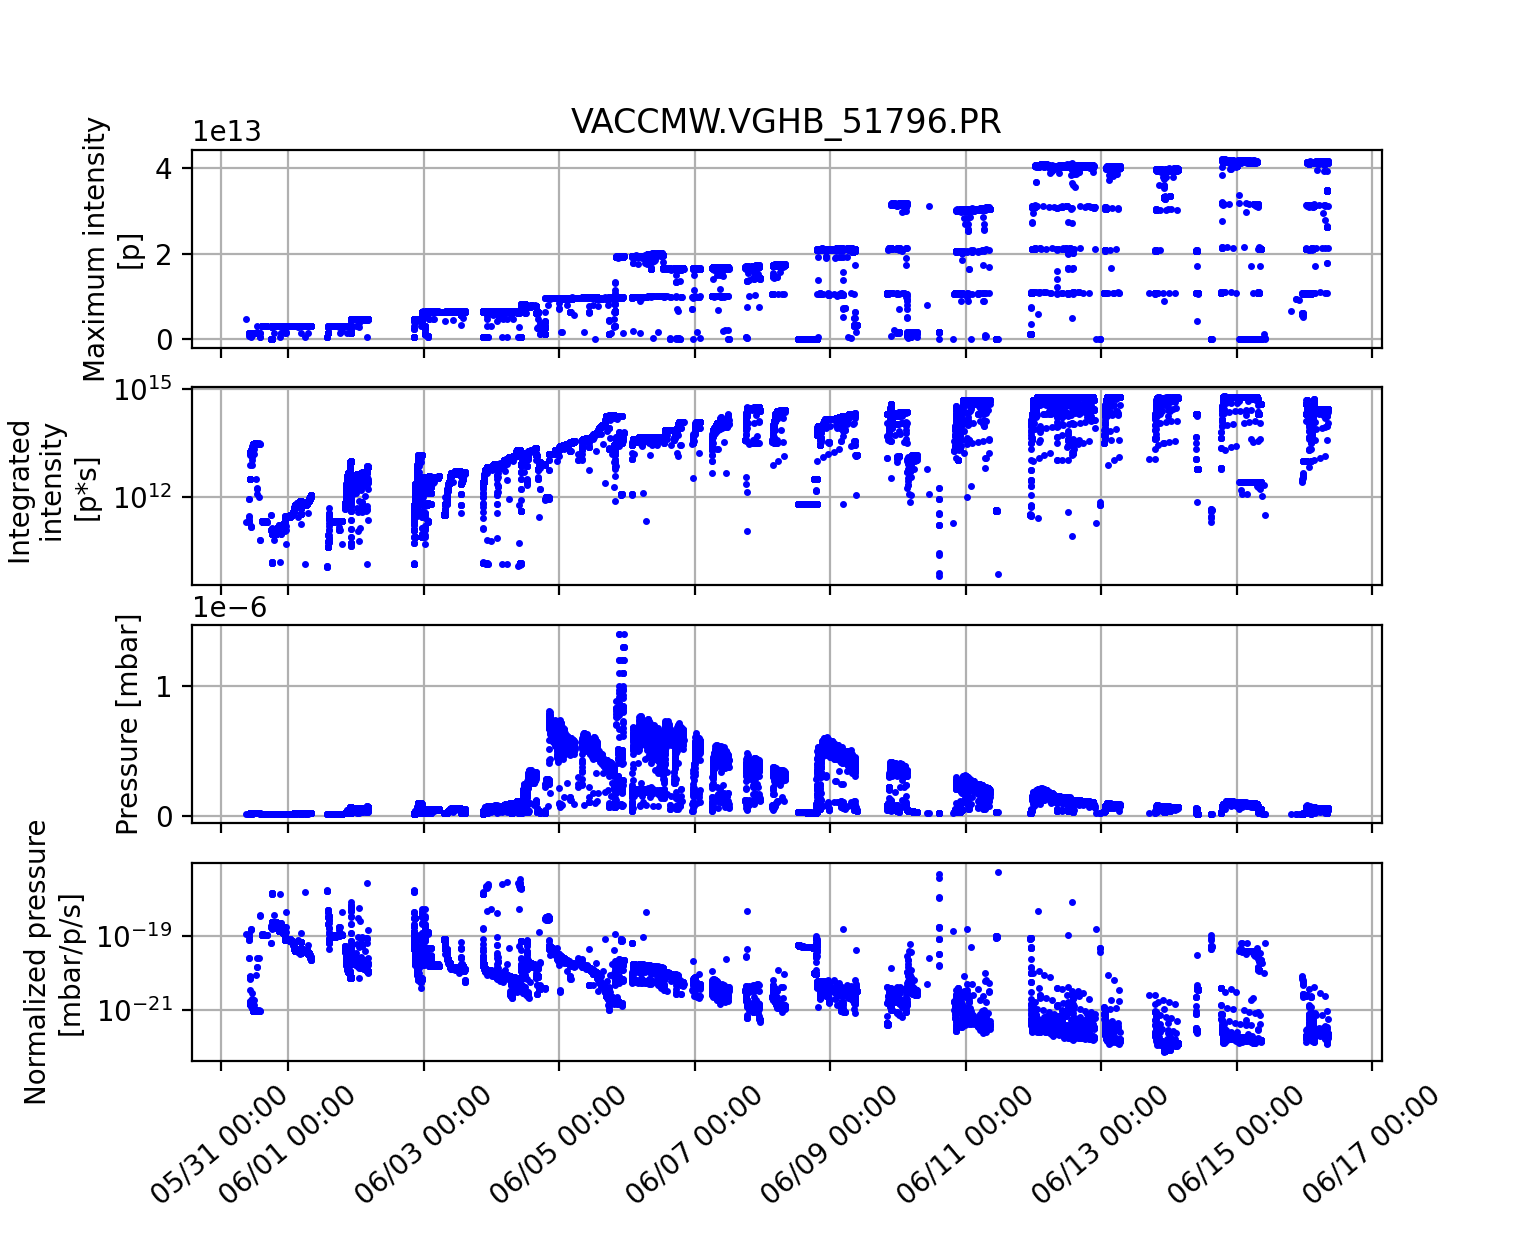 VACCMW.VGHB_51796.PR
1e13
Maximum intensity
[p]
4
2
0
Integrated
intensity
[p*s]
10^15
10^12
1e−6
Pressure [mbar]
1
0
Normalized pressure
[mbar/p/s]
10^−19
10^−21
05/31 00:00
06/01 00:00
06/03 00:00
06/05 00:00
06/07 00:00
06/09 00:00
06/11 00:00
06/13 00:00
06/15 00:00
06/17 00:00